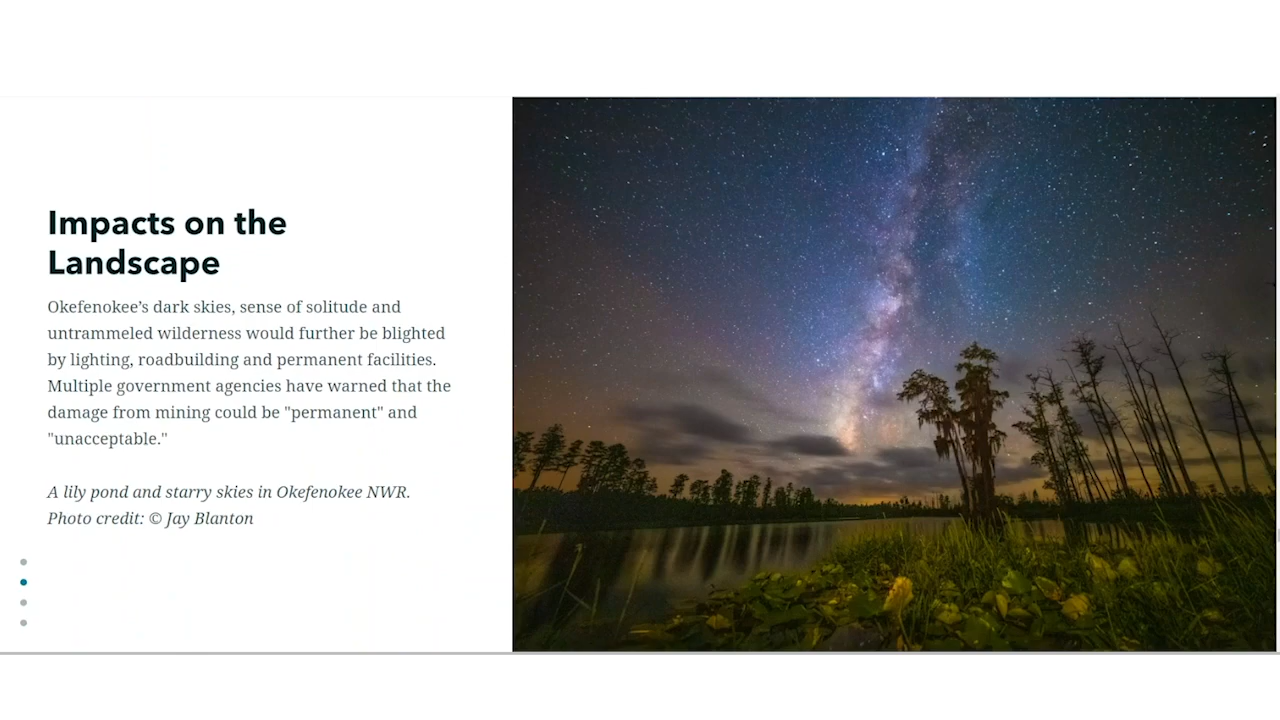 Impacts on the
Landscape
Okefenokee’s dark skies, sense of solitude and
untrammeled wilderness would further be blighted
by lighting, roadbuilding and permanent facilities.
Multiple government agencies have warned that the
damage from mining could be "permanent" and
"unacceptable."
A lily pond and starry skies in Okefenokee NWR.
Photo credit: © Jay Blanton